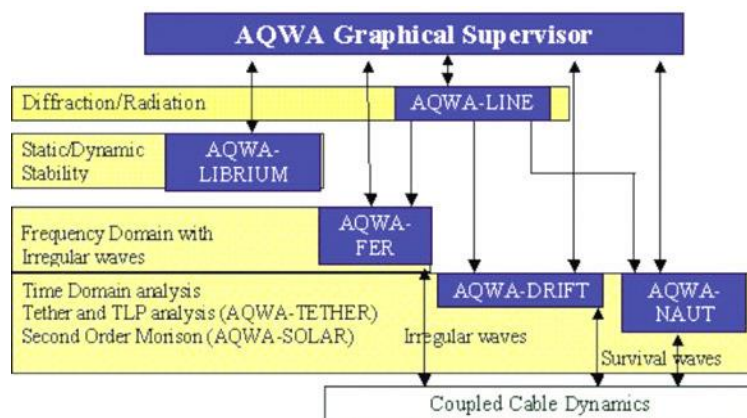 AQWA Graphical Supervisor
Diffraction/Radiation
AQWA-LINE
Static/Dynamic
Stability
AQWA-
LIBRIUM
Frequency Domain with
Irregular waves
AQWA-
FER
Time Domain analysis
Tether and TLP analysis (AQWA-TETHER)
Second Order Morison (AQWA-SOLAR)
AQWA-DRIFT
Irregular waves
AQWA-
NAUT
Survival waves
Coupled Cable Dynamics